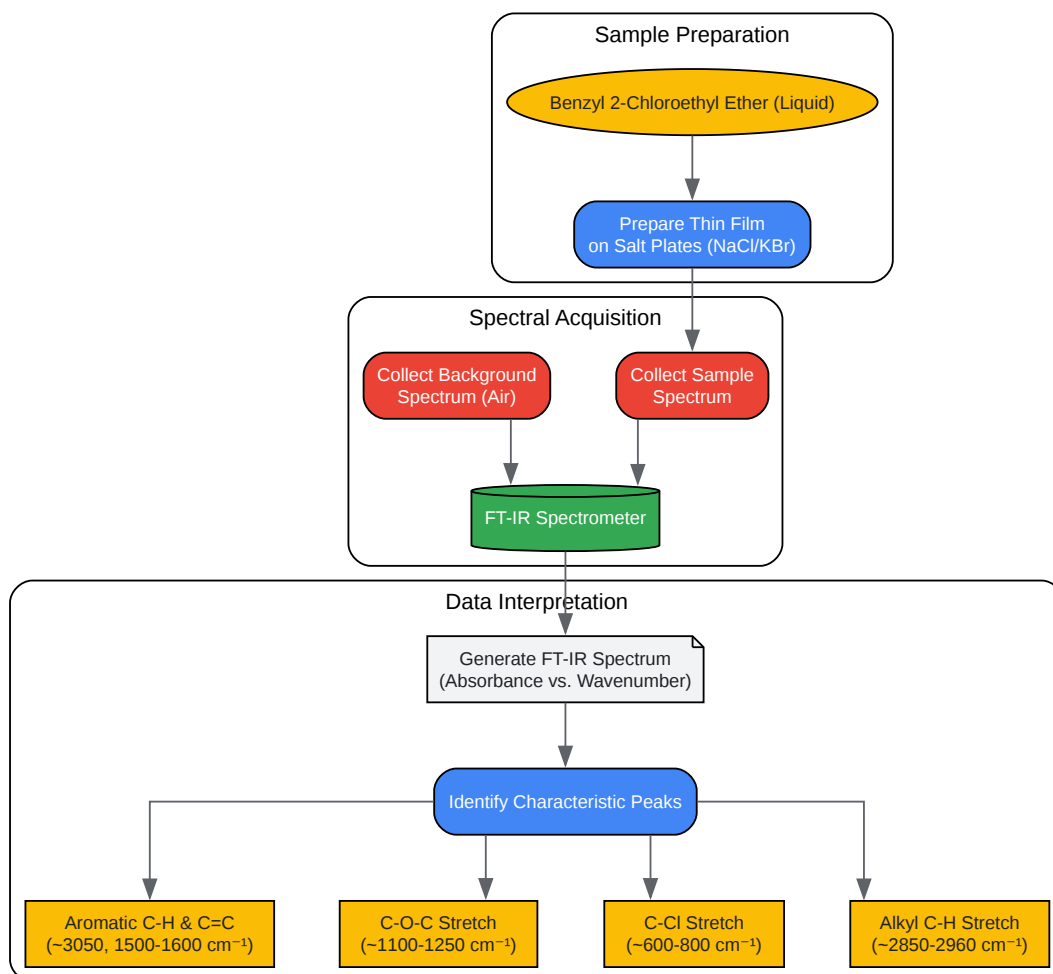 Sample Preparation
Benzyl 2-Chloroethyl Ether (Liquid)
Prepare Thin Film
on Salt Plates (NaCl/KBr)
Spectral Acquisition
Collect Background
Spectrum (Air)
Collect Sample
Spectrum
FT-IR Spectrometer
Data Interpretation
Generate FT-IR Spectrum
(Absorbance vs. Wavenumber)
Identify Characteristic Peaks
Aromatic C-H & C=C
(~3050, 1500-1600 cm⁻¹)
C-O-C Stretch
(~1100-1250 cm⁻¹)
C-Cl Stretch
(~600-800 cm⁻¹)
Alkyl C-H Stretch
(~2850-2960 cm⁻¹)